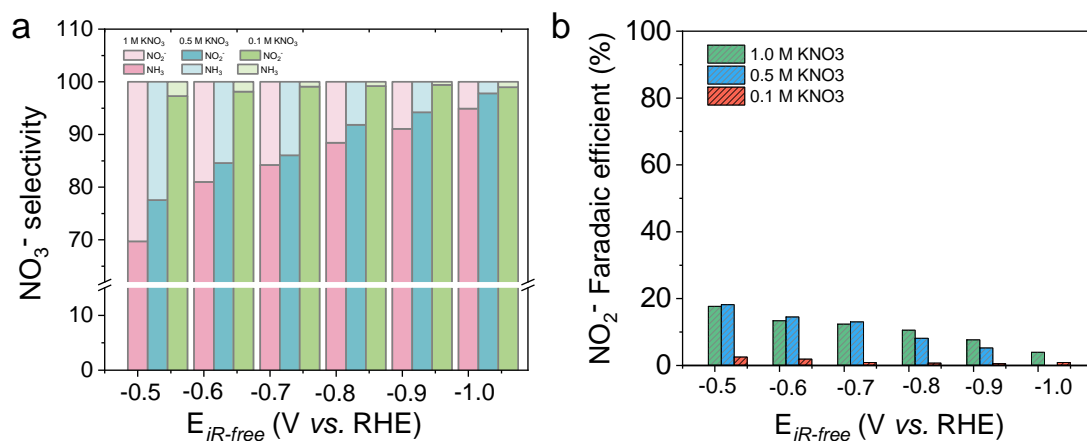 a
1 M KNO₃ 0.5 M KNO₃ 0.1 M KNO₃
NO₂⁻ NO₂⁻ NO₂⁻
NH₃ NH₃ NH₃
NO₃⁻ selectivity
110
100
90
80
70
10
0
-0.5 -0.6 -0.7 -0.8 -0.9 -1.0
E iR-free (V vs. RHE)
b
1.0 M KNO3
0.5 M KNO3
0.1 M KNO3
NO₂⁻ Faradaic efficient (%)
100
80
60
40
20
0
-0.5 -0.6 -0.7 -0.8 -0.9 -1.0
E iR-free (V vs. RHE)